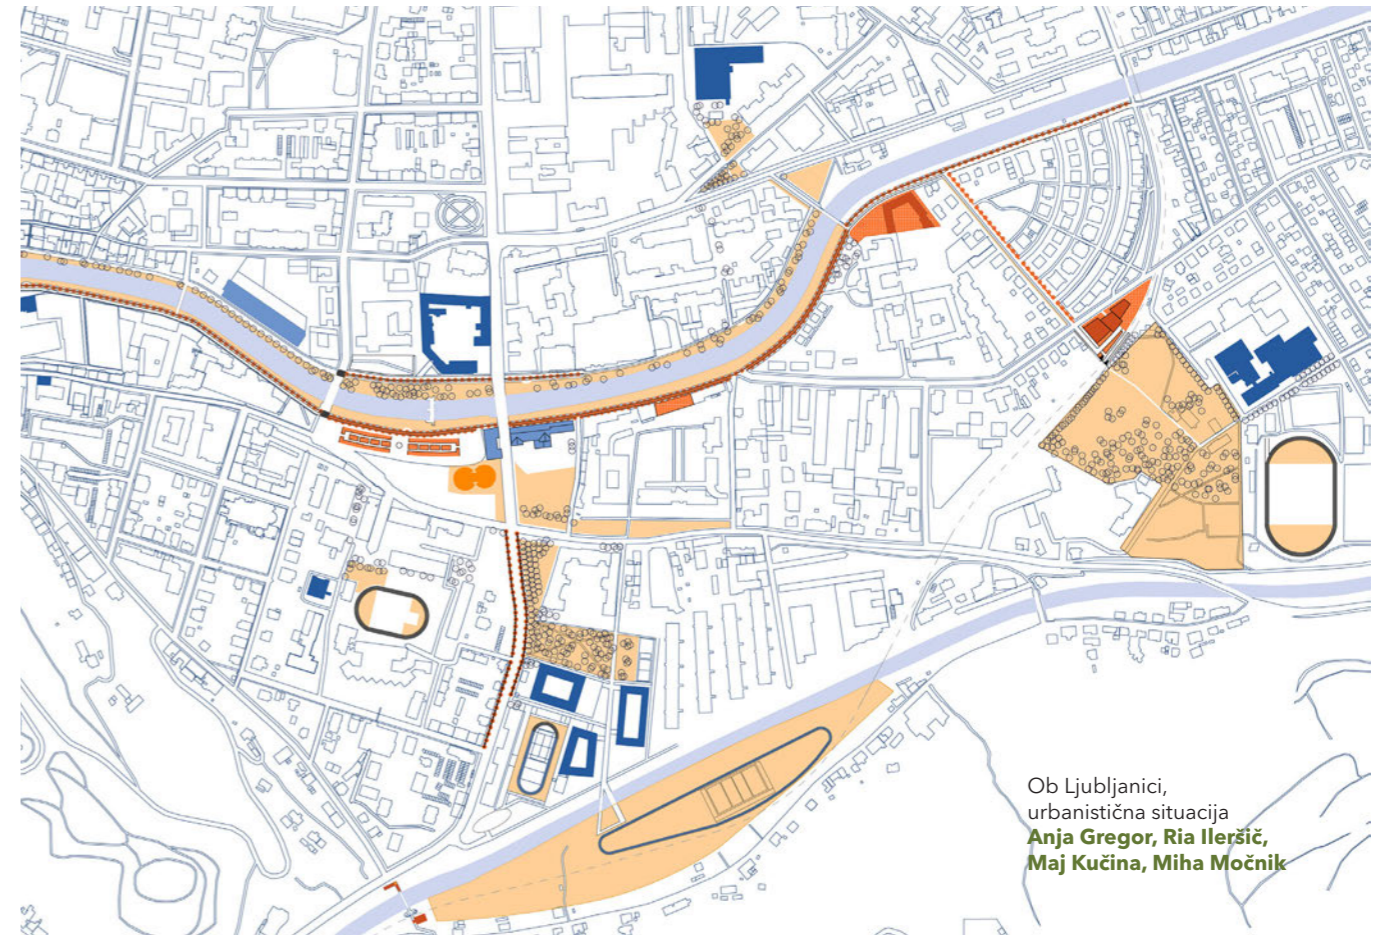 Ob Ljubljanici,
urbanistična situacija
Anja Gregor, Ria Ileršič,
Maj Kučina, Miha Močnik